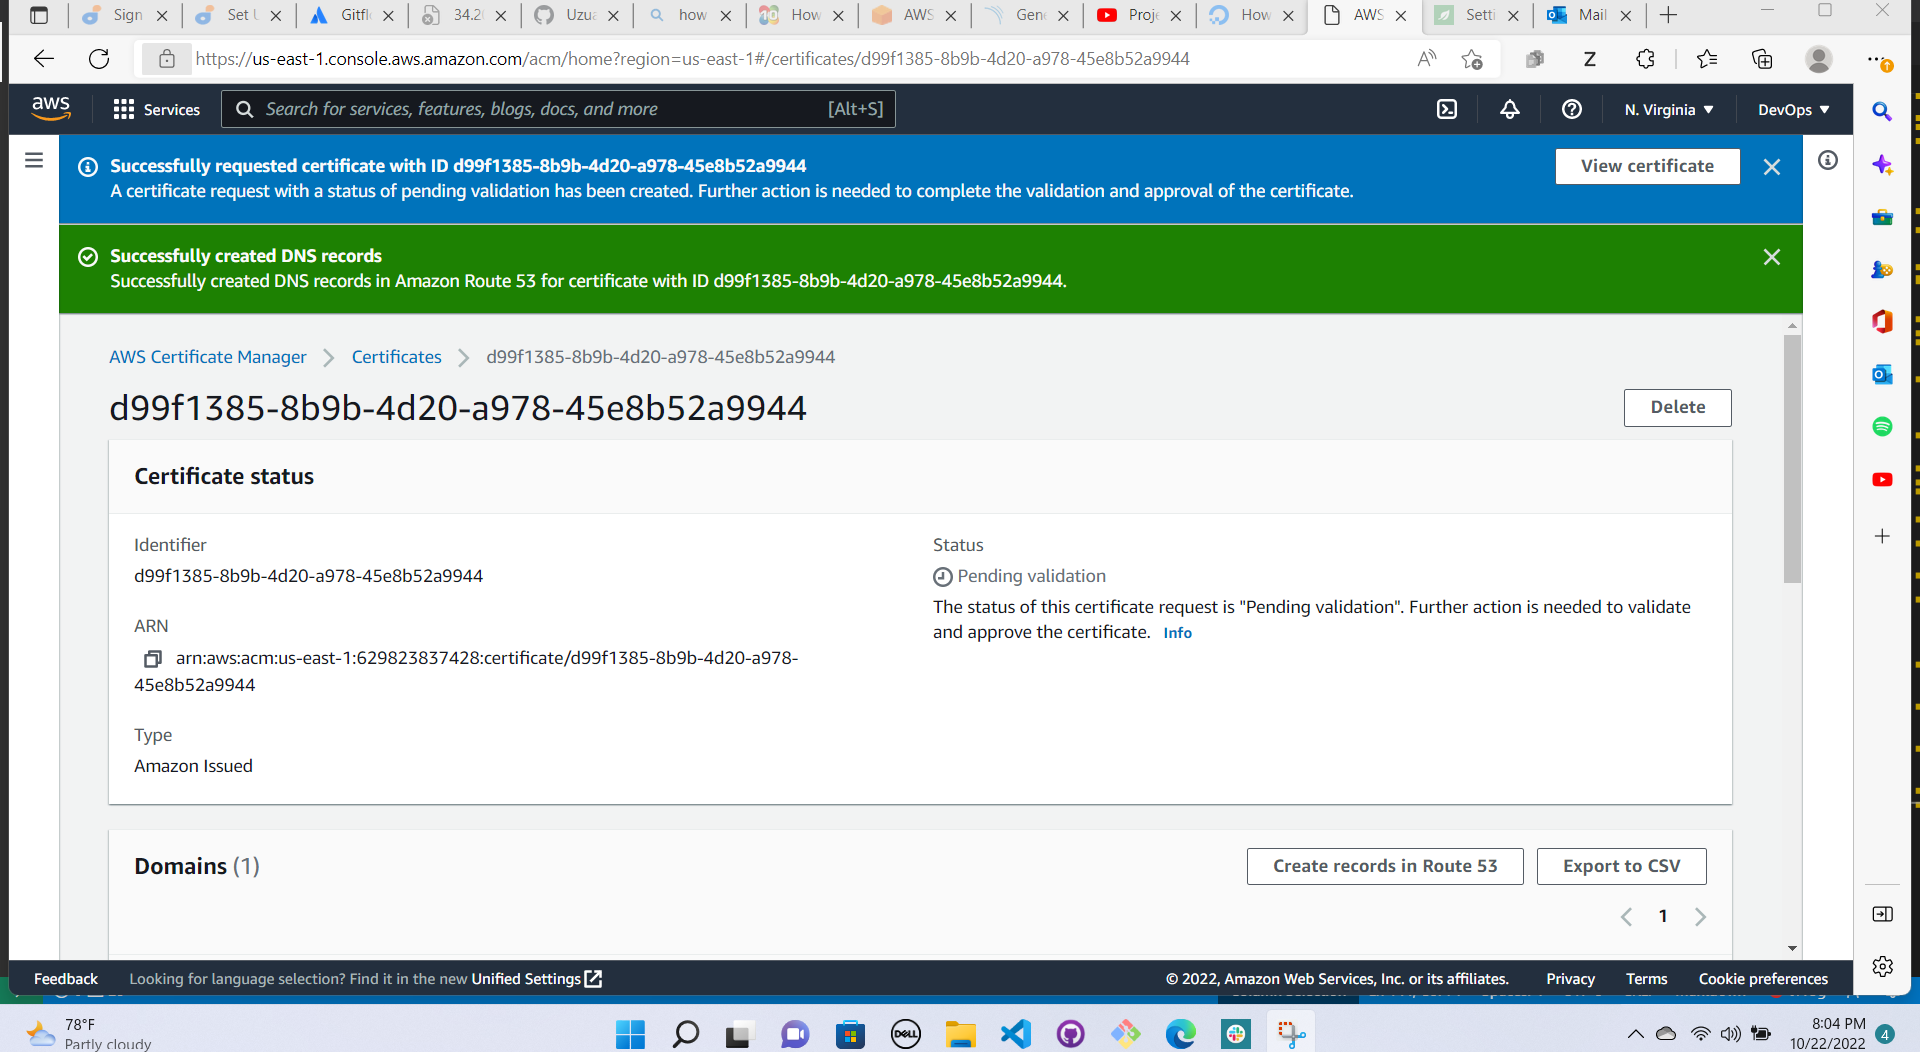 Sign
Set U
Gitfl
34.2
Uzua
how
How
AWS
Gene
Proje
How
AWS
Setti
Mail
https://us-east-1.console.aws.amazon.com/acm/home?region=us-east-1#/certificates/d99f1385-8b9b-4d20-a978-45e8b52a9944
aws
Services
Search for services, features, blogs, docs, and more
[Alt+S]
N. Virginia
DevOps
Successfully requested certificate with ID d99f1385-8b9b-4d20-a978-45e8b52a9944
A certificate request with a status of pending validation has been created. Further action is needed to complete the validation and approval of the certificate.
View certificate
Successfully created DNS records
Successfully created DNS records in Amazon Route 53 for certificate with ID d99f1385-8b9b-4d20-a978-45e8b52a9944.
AWS Certificate Manager
Certificates
d99f1385-8b9b-4d20-a978-45e8b52a9944
d99f1385-8b9b-4d20-a978-45e8b52a9944
Delete
Certificate status
Identifier
d99f1385-8b9b-4d20-a978-45e8b52a9944
ARN
arn:aws:acm:us-east-1:629823837428:certificate/d99f1385-8b9b-4d20-a978-
45e8b52a9944
Type
Amazon Issued
Status
Pending validation
The status of this certificate request is "Pending validation". Further action is needed to validate
and approve the certificate. Info
Domains (1)
Create records in Route 53
Export to CSV
1
Feedback
Looking for language selection? Find it in the new Unified Settings
© 2022, Amazon Web Services, Inc. or its affiliates.
Privacy
Terms
Cookie preferences
78°F
Partly cloudy
DELL
8:04 PM
10/22/2022
4